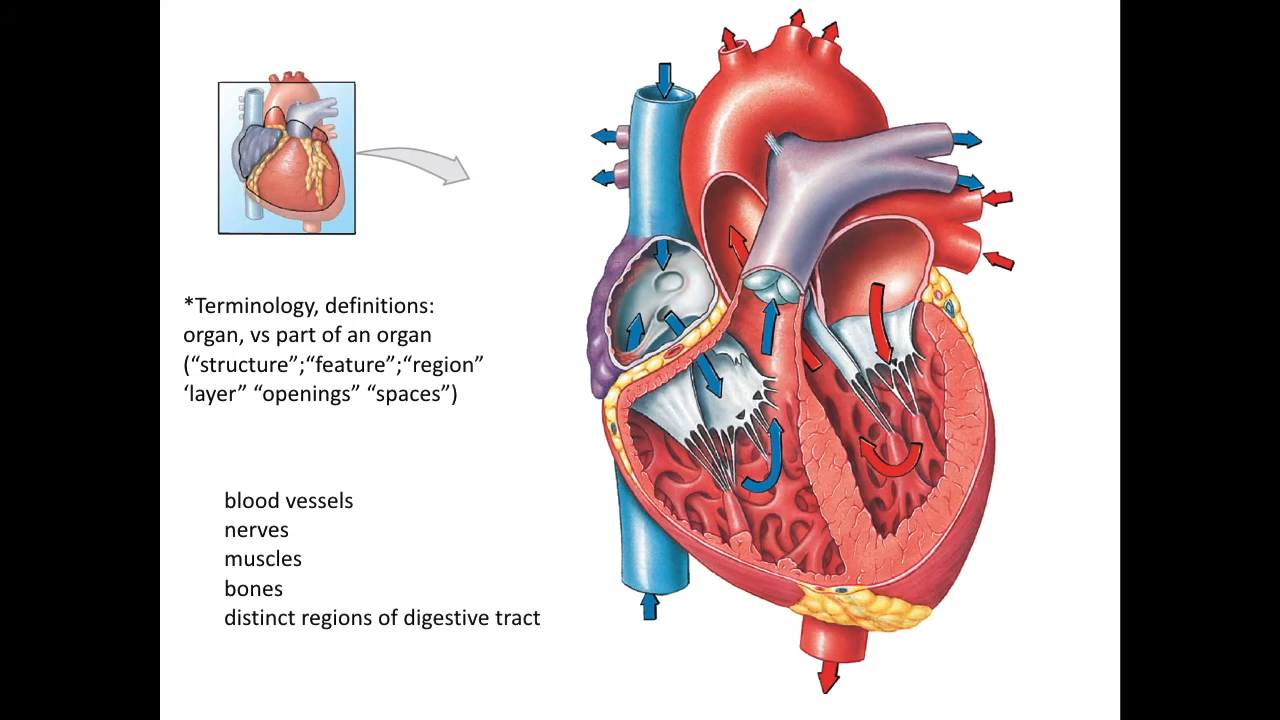 *Terminology, definitions:
organ, vs part of an organ
(“structure”;“feature”;“region”
‘layer” “openings” “spaces”)
blood vessels
nerves
muscles
bones
distinct regions of digestive tract